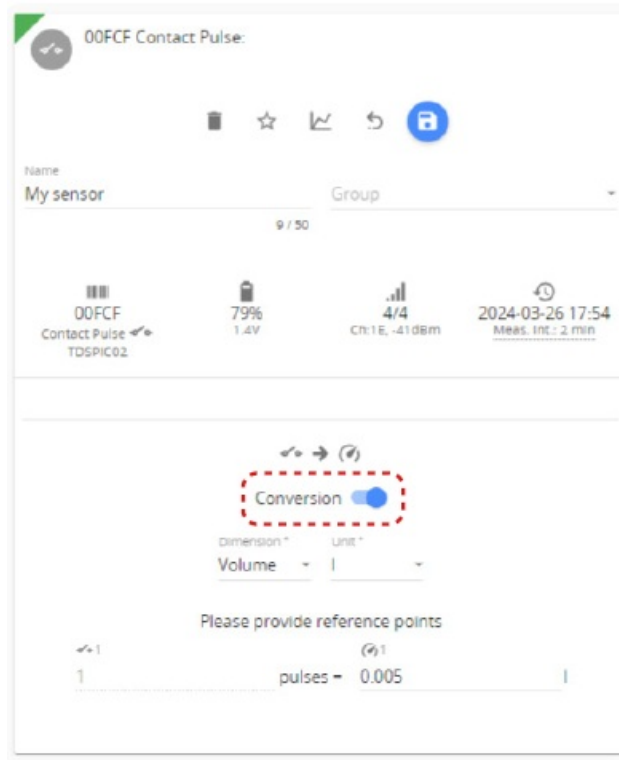 00FCF Contact Pulse:
Name
My sensor
Group
9 / 50
00FCF
79%
4/4
2024-03-26 17:54
Contact Pulse
1.4V
Ch:1E, -41dBm
Meas. Int.: 2 min
TDSPIC02
Conversion
Dimension *
Unit *
Volume
l
Please provide reference points
1
1
1
pulses =
0.005
l